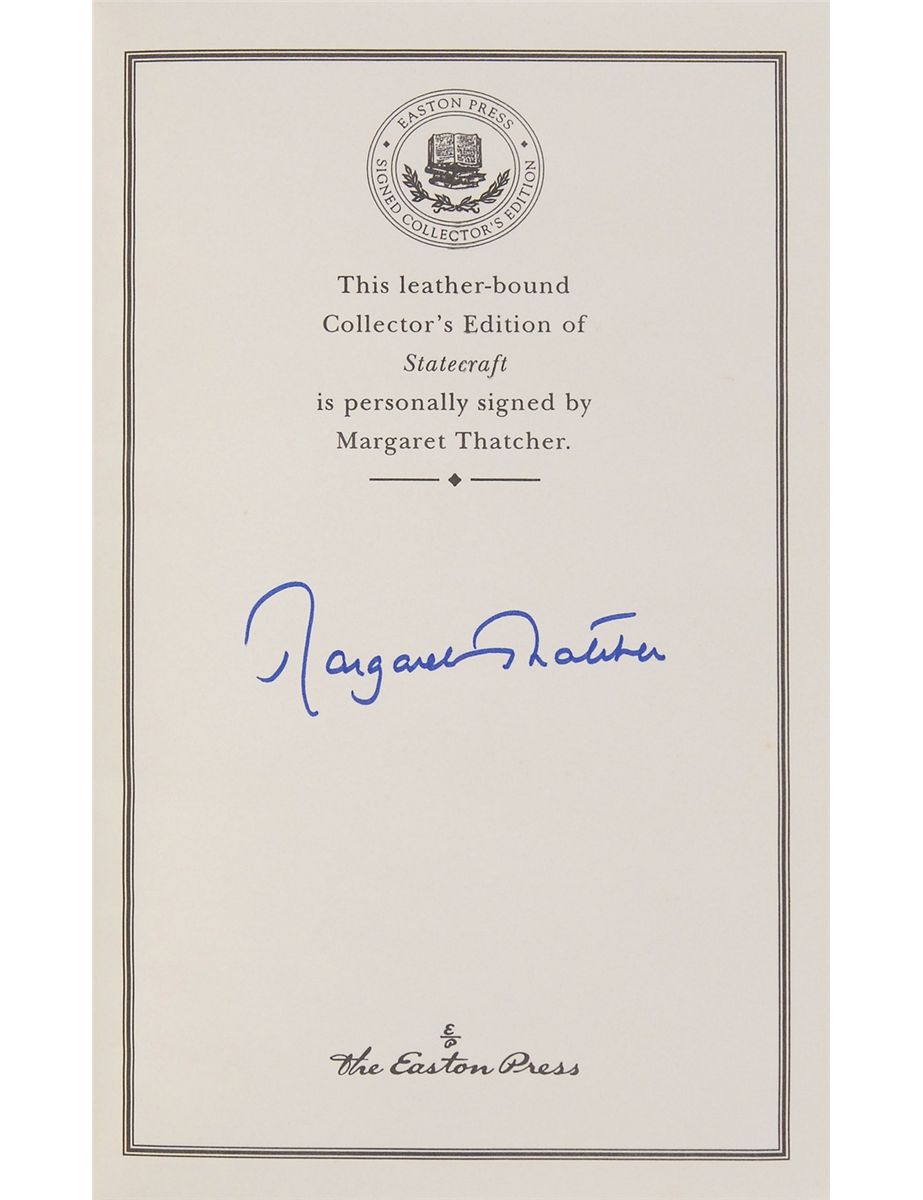 EASTON PRESS
SIGNED COLLECTOR'S EDITION
This leather-bound
Collector's Edition of
Statecraft
is personally signed by
Margaret Thatcher.
Margaret Thatcher
E
P
The Easton Press